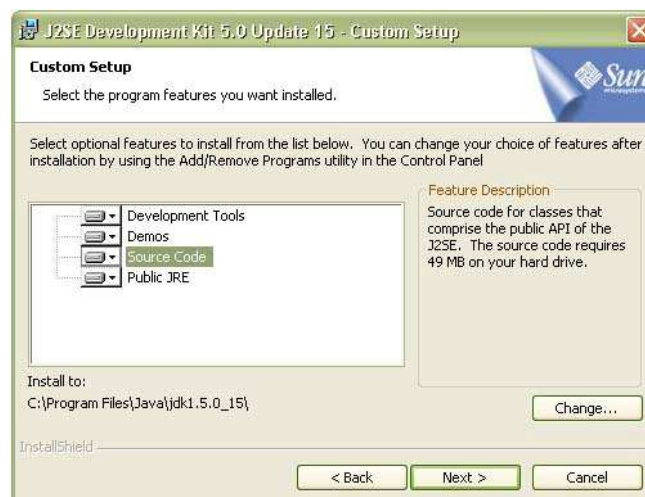 J2SE Development Kit 5.0 Update 15 - Custom Setup
Custom Setup
Select the program features you want installed.
Sun
microsystems
Select optional features to install from the list below. You can change your choice of features after
installation by using the Add/Remove Programs utility in the Control Panel
Development Tools
Demos
Source Code
Public JRE
Feature Description
Source code for classes that
comprise the public API of the
J2SE. The source code requires
49 MB on your hard drive.
Install to:
C:\Program Files\Java\jdk1.5.0_15\
Change...
InstallShield
< Back
Next >
Cancel